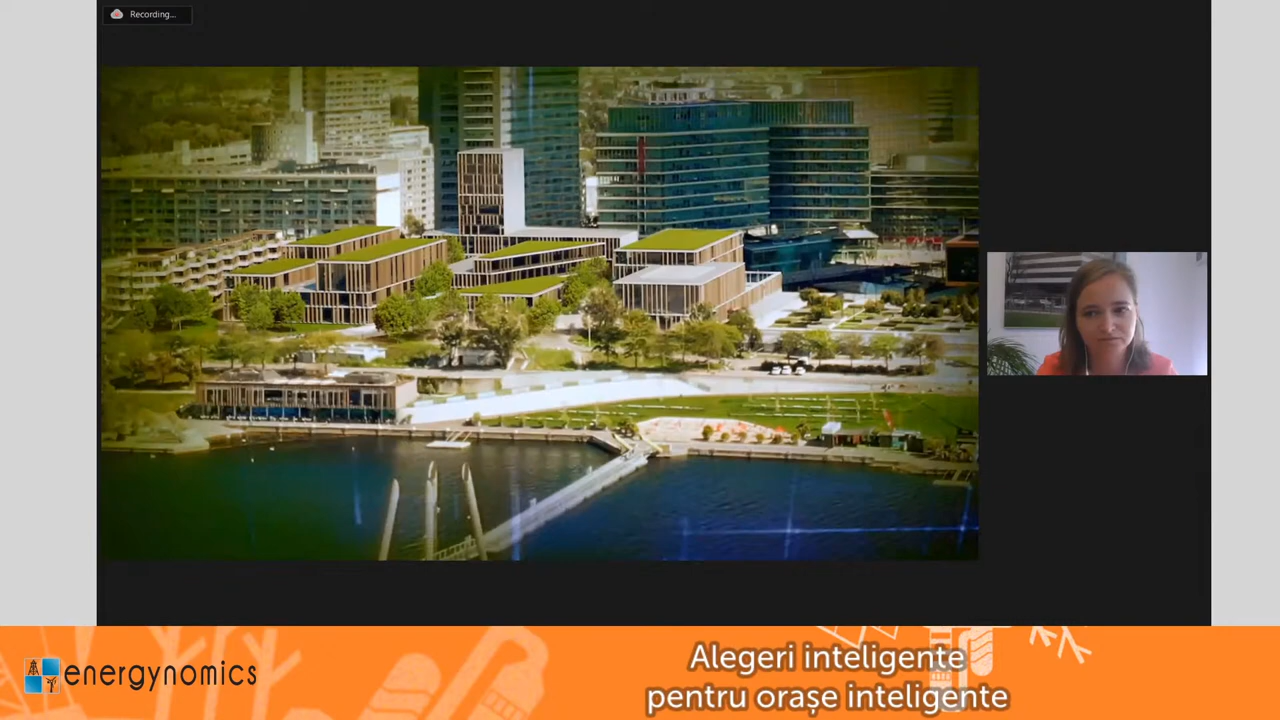 Recording...
energynomics
Alegeri inteligente
pentru orașe inteligente